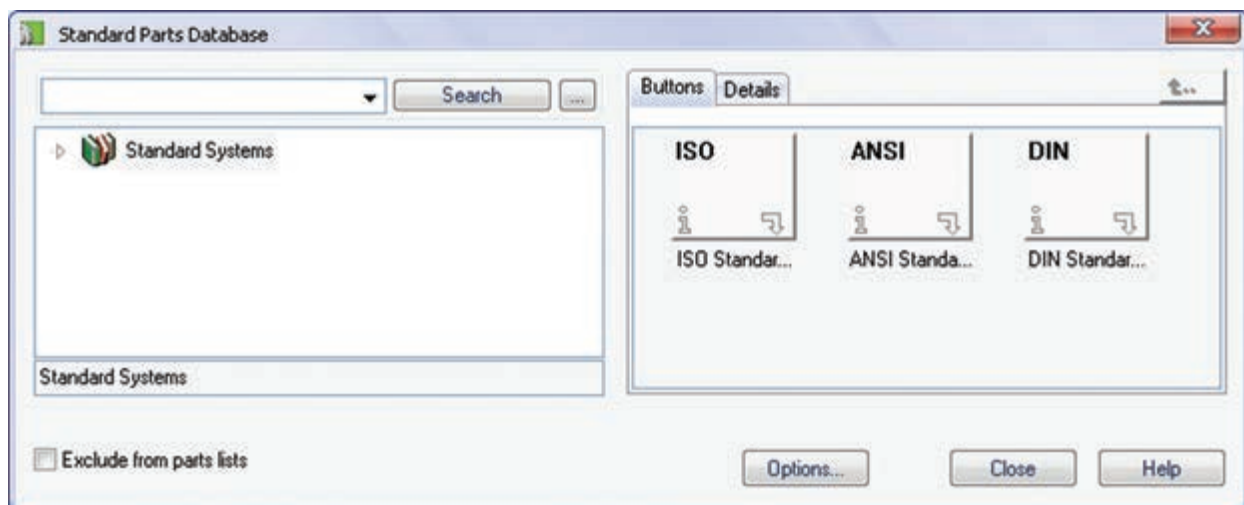 Standard Parts Database
Search
...
Buttons
Details
Standard Systems
ISO
ANSI
DIN
ISO Standar...
ANSI Standa...
DIN Standar...
Standard Systems
Exclude from parts lists
Options...
Close
Help